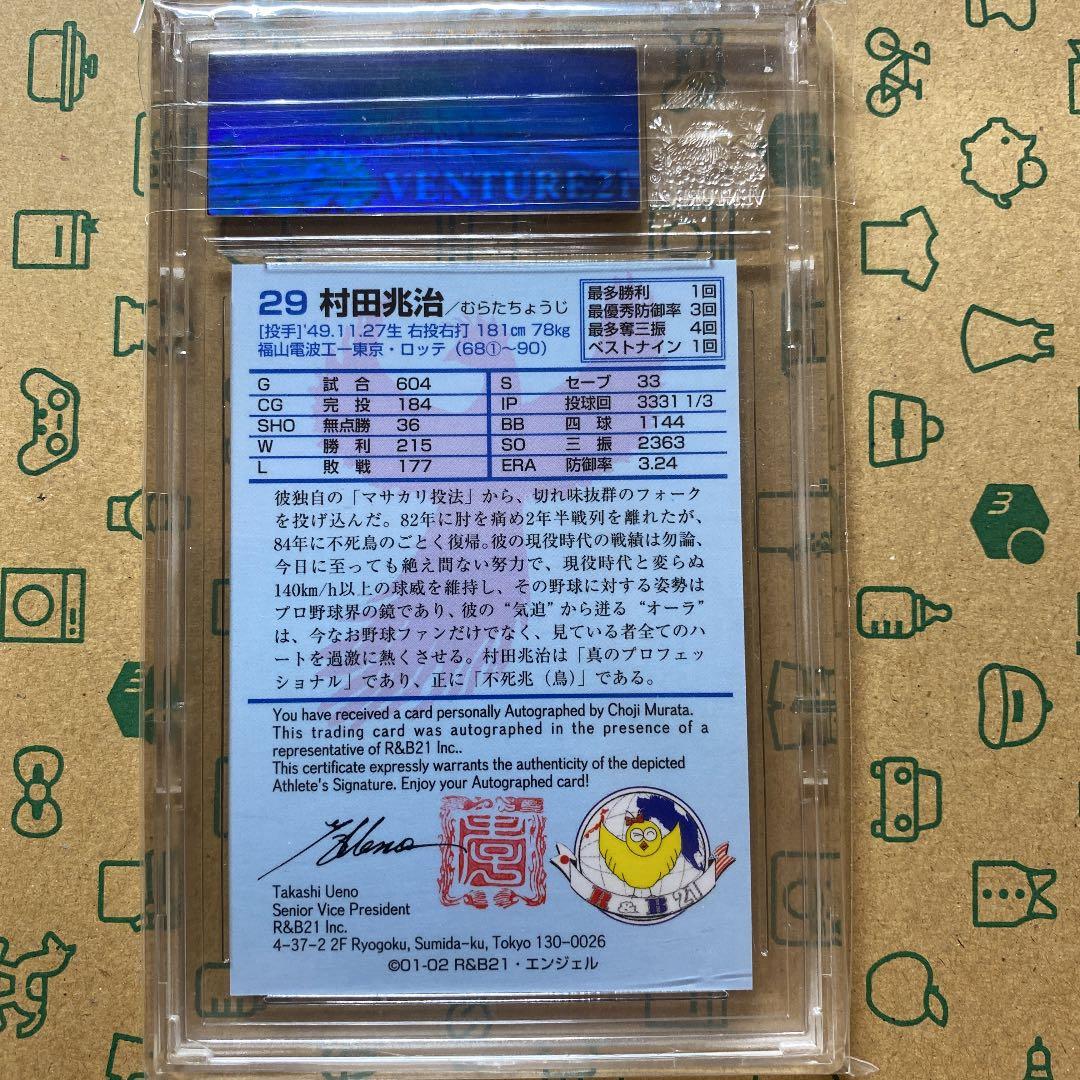 VENTURE 21
29 村田兆治／むらたちょうじ
[投手]'49.11.27生 右投右打 181㎝ 78㎏
福山電波工ー東京・ロッテ（68①〜90）
最多勝利 1回
最優秀防御率 3回
最多奪三振 4回
ベストナイン 1回
G 試合 604 S セーブ 33
CG 完投 184 IP 投球回 3331 1/3
SHO 無点勝 36 BB 四球 1144
W 勝利 215 SO 三振 2363
L 敗戦 177 ERA 防御率 3.24
彼独自の「マサカリ投法」から、切れ味抜群のフォーク
を投げ込んだ。82年に肘を痛め2年半戦列を離れたが、
84年に不死鳥のごとく復帰。彼の現役時代の戦績は勿論、
今日に至っても絶え間ない努力で、現役時代と変らぬ
140km/h以上の球威を維持し、その野球に対する姿勢は
プロ野球界の鏡であり、彼の“気迫”から迸る“オーラ”
は、今なお野球ファンだけでなく、見ている者全てのハ
ートを過激に熱くさせる。村田兆治は「真のプロフェッ
ショナル」であり、正に「不死兆（鳥）」である。
You have received a card personally Autographed by Choji Murata.
This trading card was autographed in the presence of a
representative of R&B21 Inc..
This certificate expressly warrants the authenticity of the depicted
Athlete's Signature. Enjoy your Autographed card!
R & B 21
Takashi Ueno
Senior Vice President
R&B21 Inc.
4-37-2 2F Ryogoku, Sumida-ku, Tokyo 130-0026
©01-02 R&B21・エンジェル
3